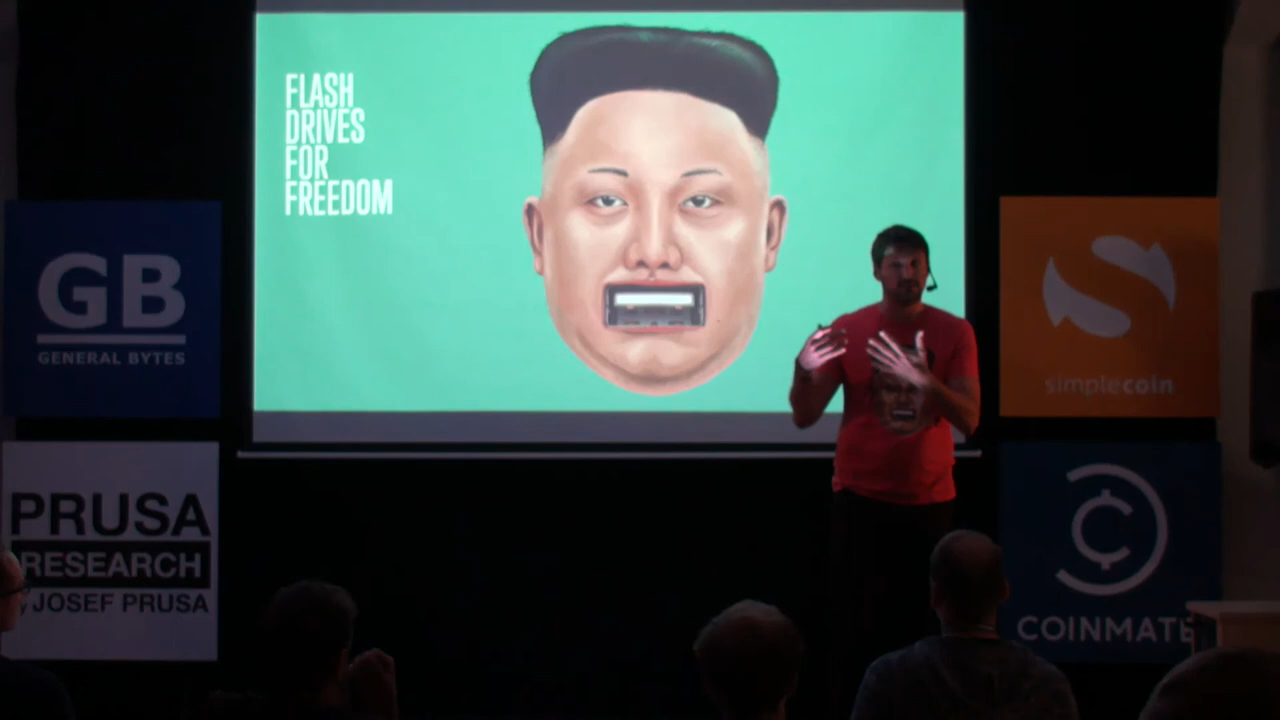 FLASH
DRIVES
FOR
FREEDOM
GB
GENERAL BYTES
PRUSA
RESEARCH
JOSEF PRUSA
simplecoin
COINMATE